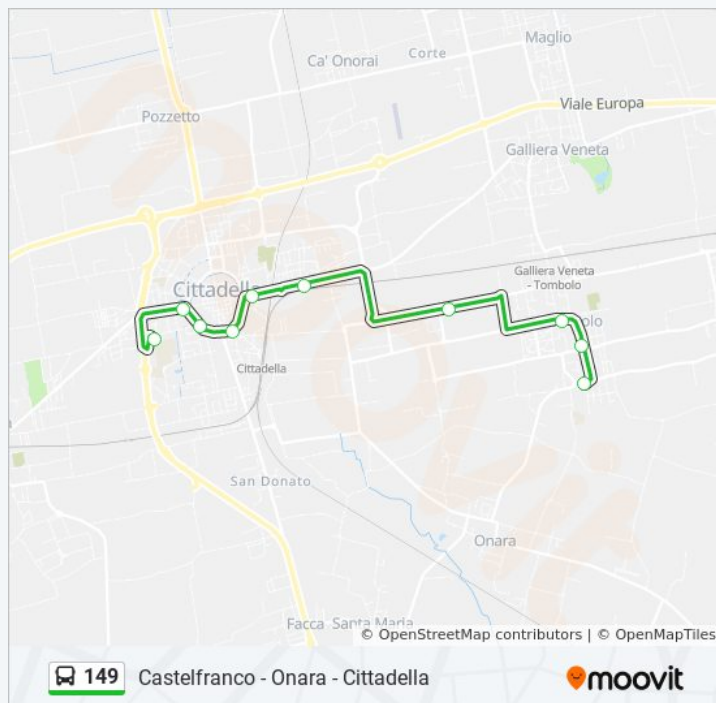 Maglio
Corte
Ca' Onorai
Viale Europa
Pozzetto
Galliera Veneta
Galliera Veneta
- Tombolo
Cittadella
olo
Cittadella
San Donato
Onara
Facca Santa Maria
© OpenStreetMap contributors | © OpenMapTiles
149 Castelfranco - Onara - Cittadella
moovit